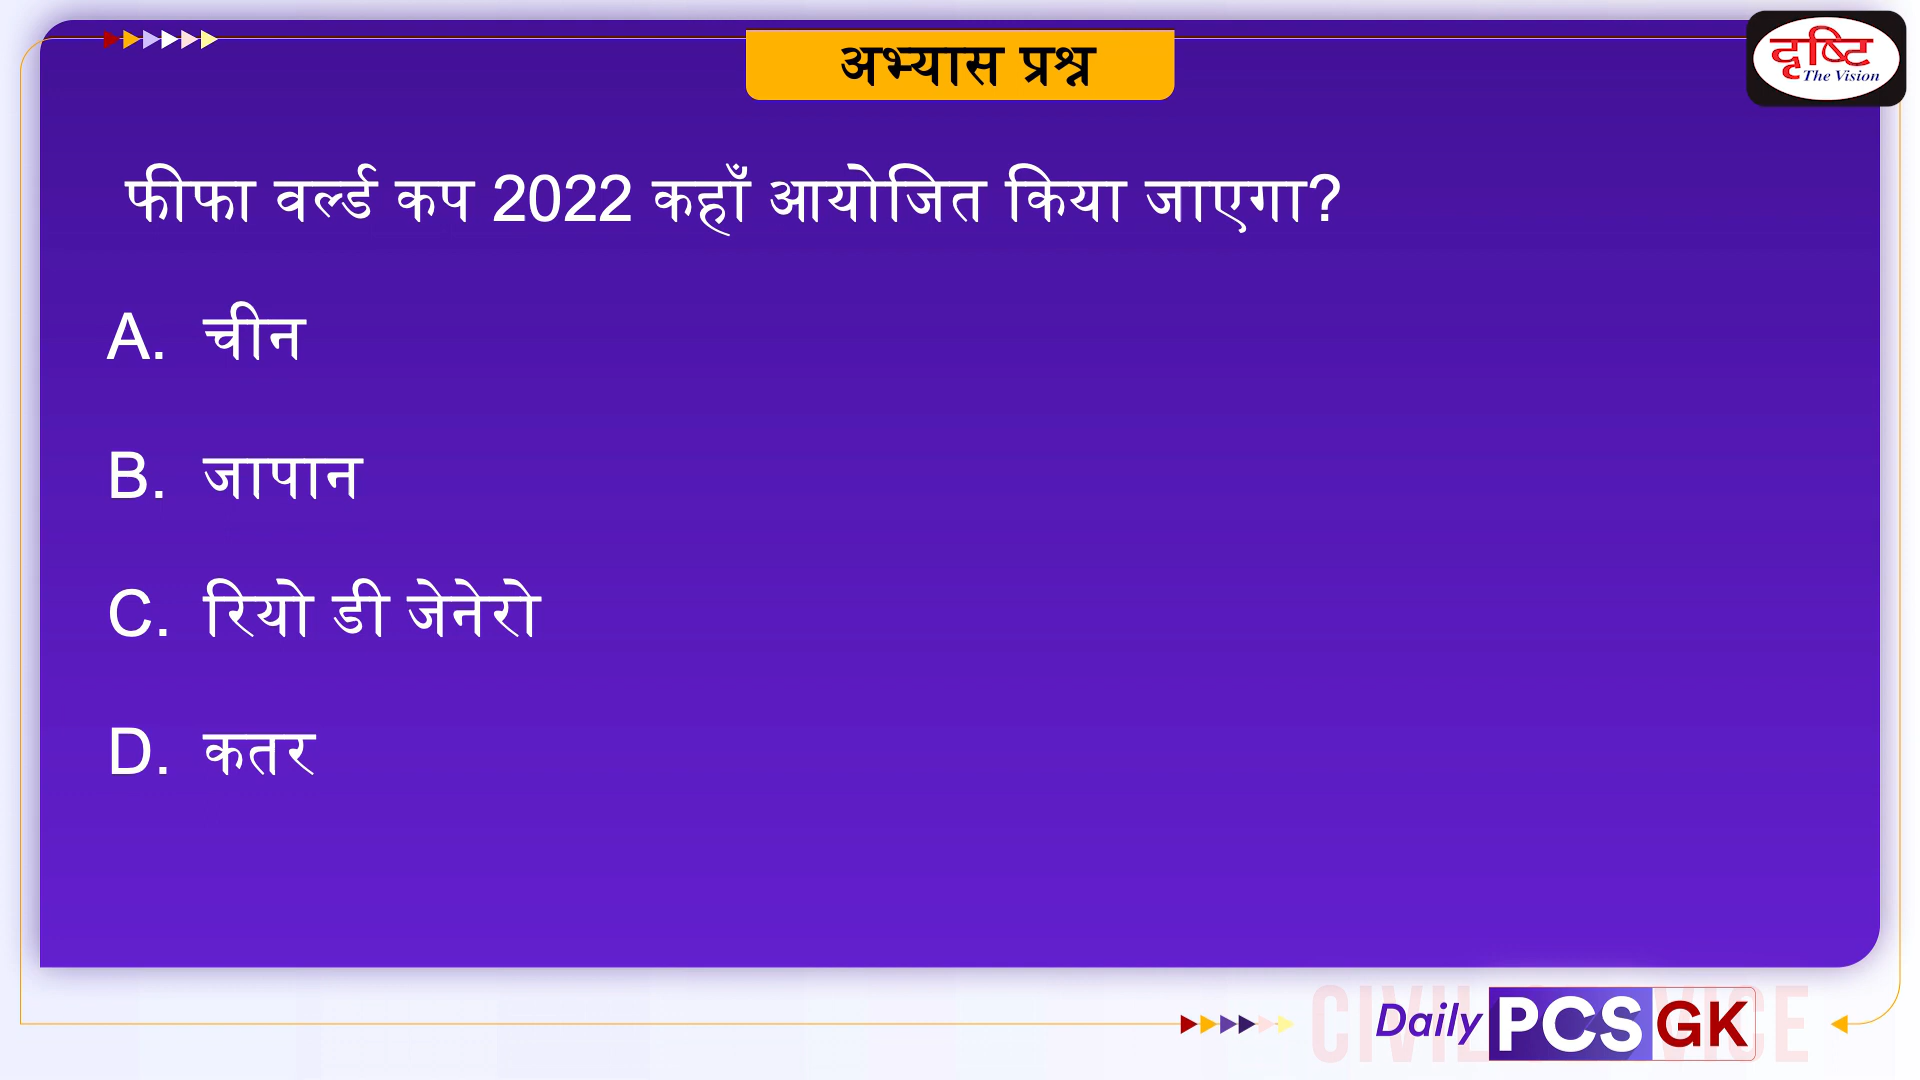 अभ्यास प्रश्न
दृष्टि
The Vision
फीफा वर्ल्ड कप 2022 कहाँ आयोजित किया जाएगा?
A. चीन
B. जापान
C. रियो डी जेनेरो
D. कतर
Daily PCS GK